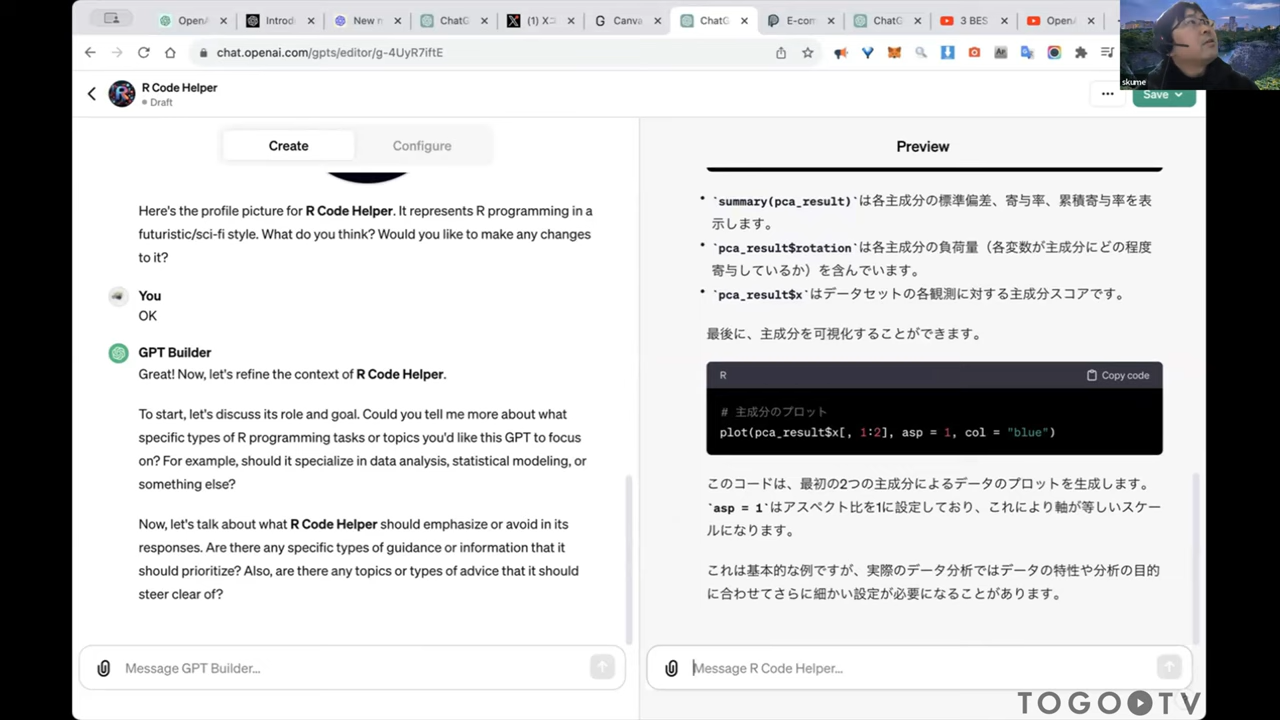 OpenA
Introd
New n
ChatG
(1) X
Canva
ChatG
E-com
ChatG
3 BES
OpenA
chat.openai.com/gpts/editor/g-4UyR7iftE
skume
R Code Helper
Draft
Save
Create
Configure
Preview
Here's the profile picture for R Code Helper. It represents R programming in a
futuristic/sci-fi style. What do you think? Would you like to make any changes
to it?
You
OK
GPT Builder
Great! Now, let's refine the context of R Code Helper.
To start, let's discuss its role and goal. Could you tell me more about what
specific types of R programming tasks or topics you'd like this GPT to focus
on? For example, should it specialize in data analysis, statistical modeling, or
something else?
Now, let's talk about what R Code Helper should emphasize or avoid in its
responses. Are there any specific types of guidance or information that it
should prioritize? Also, are there any topics or types of advice that it should
steer clear of?
Message GPT Builder...
• `summary(pca_result)`は各主成分の標準偏差、寄与率、累積寄与率を表
示します。
• `pca_result$rotation`は各主成分の負荷量（各変数が主成分にどの程度
寄与しているか）を含んでいます。
• `pca_result$x`はデータセットの各観測に対する主成分スコアです。
最後に、主成分を可視化することができます。
R
Copy code
# 主成分のプロット
plot(pca_result$x[, 1:2], asp = 1, col = "blue")
このコードは、最初の2つの主成分によるデータのプロットを生成します。
`asp = 1`はアスペクト比を1に設定しており、これにより軸が等しいスケー
ルになります。
これは基本的な例ですが、実際のデータ分析ではデータの特性や分析の目的
に合わせてさらに細かい設定が必要になることがあります。
Message R Code Helper...
TOGOTV